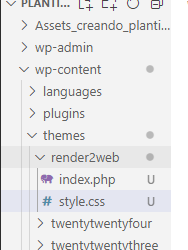 PLANTI...
Assets_creando_planti...
wp-admin
wp-content
languages
plugins
themes
render2web
index.php U
# style.css U
twentytwentyfour
twentytwentythree